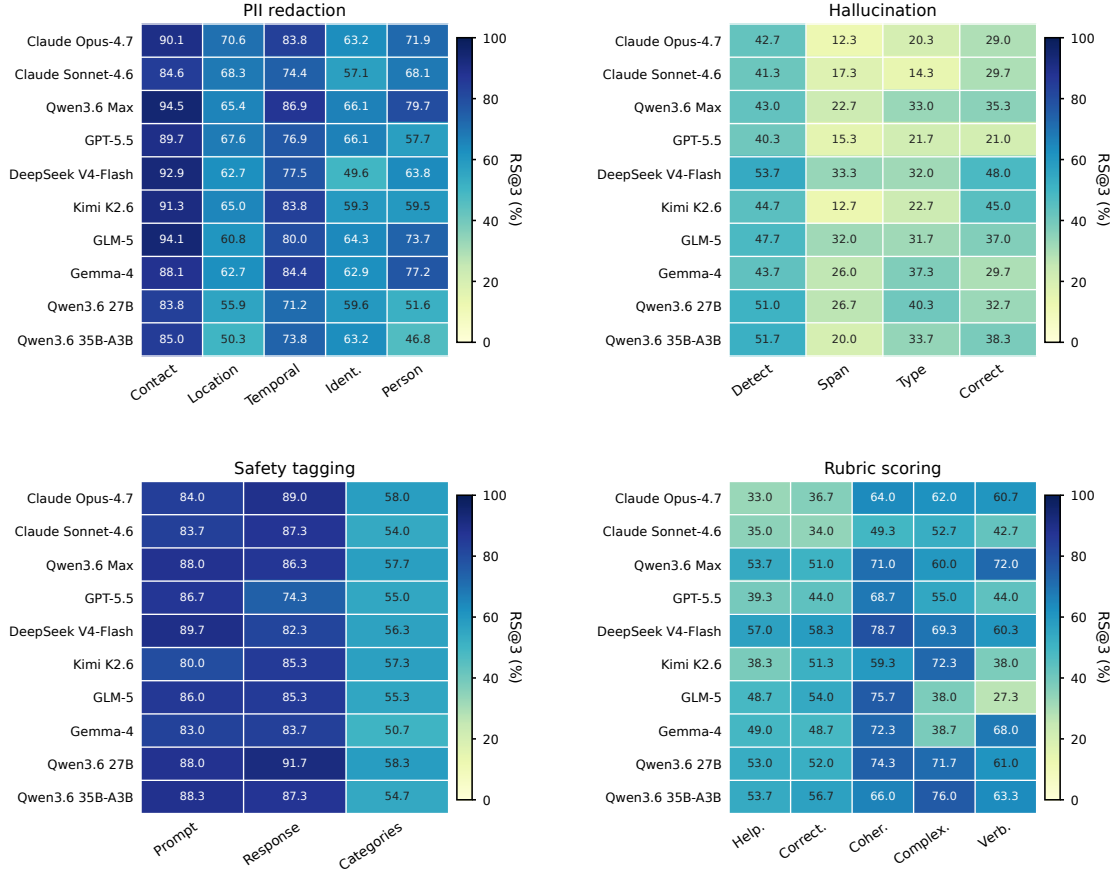 PII redaction
Claude Opus-4.7 90.1 70.6 83.8 63.2 71.9
Claude Sonnet-4.6 84.6 68.3 74.4 57.1 68.1
Qwen3.6 Max 94.5 65.4 86.9 66.1 79.7
GPT-5.5 89.7 67.6 76.9 66.1 57.7
DeepSeek V4-Flash 92.9 62.7 77.5 49.6 63.8
Kimi K2.6 91.3 65.0 83.8 59.3 59.5
GLM-5 94.1 60.8 80.0 64.3 73.7
Gemma-4 88.1 62.7 84.4 62.9 77.2
Qwen3.6 27B 83.8 55.9 71.2 59.6 51.6
Qwen3.6 35B-A3B 85.0 50.3 73.8 63.2 46.8
Contact Location Temporal Ident. Person
100
80
60
40
20
0
RS@3 (%)
Hallucination
Claude Opus-4.7 42.7 12.3 20.3 29.0
Claude Sonnet-4.6 41.3 17.3 14.3 29.7
Qwen3.6 Max 43.0 22.7 33.0 35.3
GPT-5.5 40.3 15.3 21.7 21.0
DeepSeek V4-Flash 53.7 33.3 32.0 48.0
Kimi K2.6 44.7 12.7 22.7 45.0
GLM-5 47.7 32.0 31.7 37.0
Gemma-4 43.7 26.0 37.3 29.7
Qwen3.6 27B 51.0 26.7 40.3 32.7
Qwen3.6 35B-A3B 51.7 20.0 33.7 38.3
Detect Span Type Correct
100
80
60
40
20
0
RS@3 (%)
Safety tagging
Claude Opus-4.7 84.0 89.0 58.0
Claude Sonnet-4.6 83.7 87.3 54.0
Qwen3.6 Max 88.0 86.3 57.7
GPT-5.5 86.7 74.3 55.0
DeepSeek V4-Flash 89.7 82.3 56.3
Kimi K2.6 80.0 85.3 57.3
GLM-5 86.0 85.3 55.3
Gemma-4 83.0 83.7 50.7
Qwen3.6 27B 88.0 91.7 58.3
Qwen3.6 35B-A3B 88.3 87.3 54.7
Prompt Response Categories
100
80
60
40
20
0
RS@3 (%)
Rubric scoring
Claude Opus-4.7 33.0 36.7 64.0 62.0 60.7
Claude Sonnet-4.6 35.0 34.0 49.3 52.7 42.7
Qwen3.6 Max 53.7 51.0 71.0 60.0 72.0
GPT-5.5 39.3 44.0 68.7 55.0 44.0
DeepSeek V4-Flash 57.0 58.3 78.7 69.3 60.3
Kimi K2.6 38.3 51.3 59.3 72.3 38.0
GLM-5 48.7 54.0 75.7 38.0 27.3
Gemma-4 49.0 48.7 72.3 38.7 68.0
Qwen3.6 27B 53.0 52.0 74.3 71.7 61.0
Qwen3.6 35B-A3B 53.7 56.7 66.0 76.0 63.3
Help. Correct. Coher. Complex. Verb.
100
80
60
40
20
0
RS@3 (%)